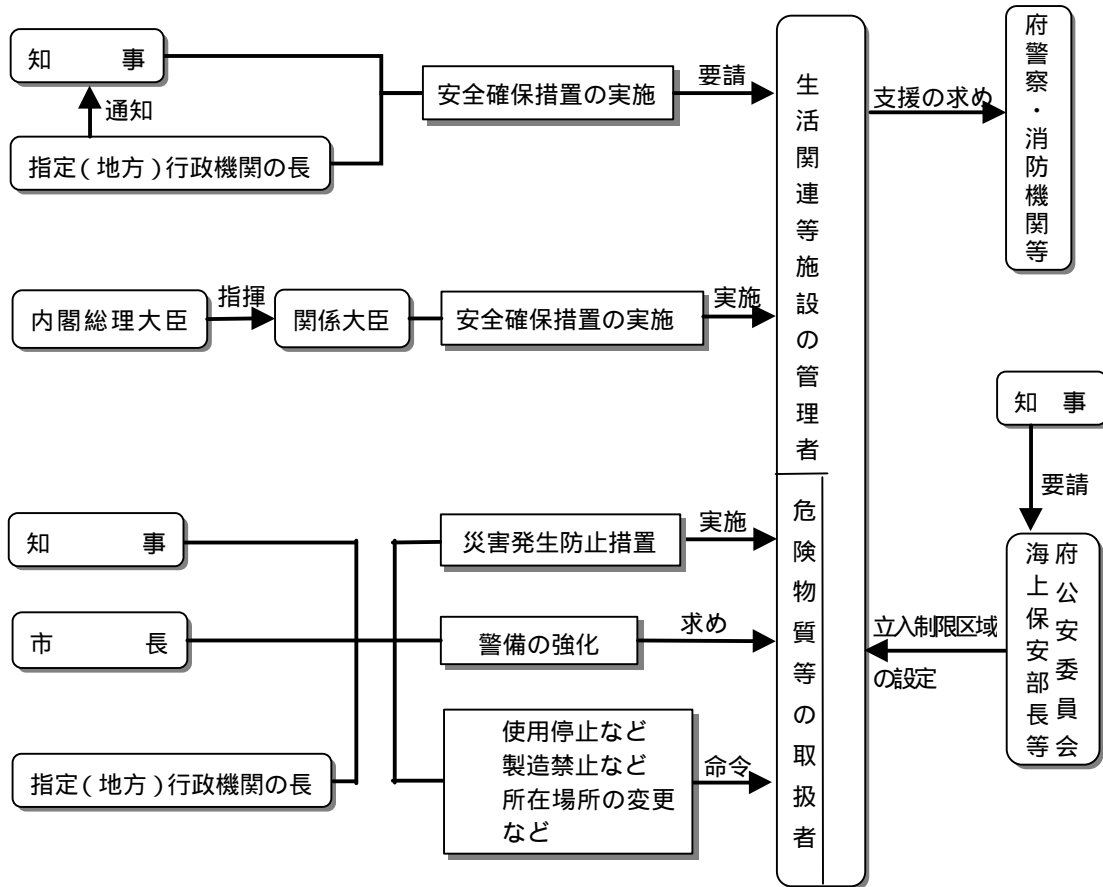 知　事
通知
指定(地方)行政機関の長
安全確保措置の実施
要請
内閣総理大臣
指揮
関係大臣
安全確保措置の実施
実施
知　事
市　長
指定(地方)行政機関の長
災害発生防止措置
実施
警備の強化
求め
使用停止など
製造禁止など
所在場所の変更
など
命令
生活関連等施設の管理者
危険物質等の取扱者
支援の求め
府警察・消防機関等
知　事
要請
府公安委員会
海上保安部長等
立入制限区域
の設定